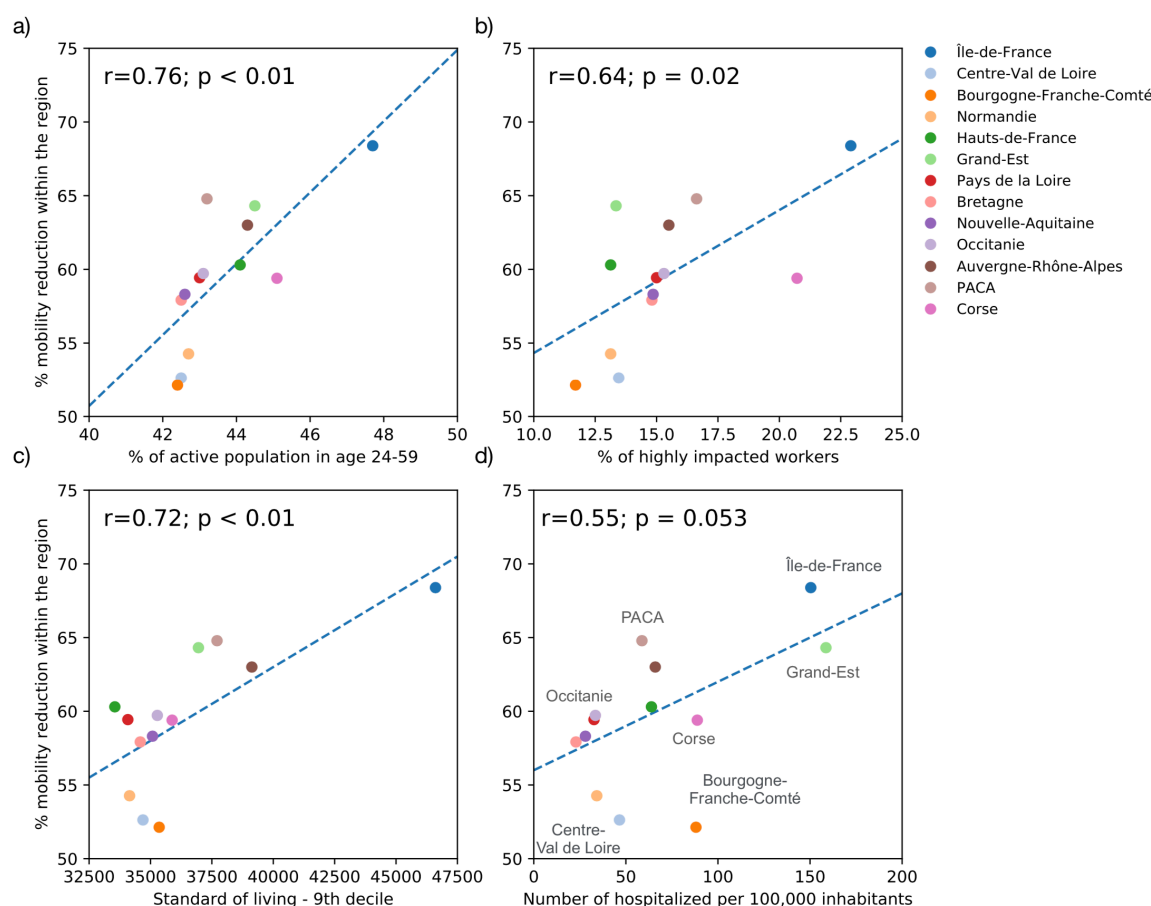 a)
r=0.76; p < 0.01
75
70
65
60
55
50
40
42
44
46
48
50
% mobility reduction within the region
% of active population in age 24-59
b)
r=0.64; p = 0.02
75
70
65
60
55
50
10.0
12.5
15.0
17.5
20.0
22.5
25.0
% of highly impacted workers
Île-de-France
Centre-Val de Loire
Bourgogne-Franche-Comté
Normandie
Hauts-de-France
Grand-Est
Pays de la Loire
Bretagne
Nouvelle-Aquitaine
Occitanie
Auvergne-Rhône-Alpes
PACA
Corse
c)
r=0.72; p < 0.01
75
70
65
60
55
50
32500
35000
37500
40000
42500
45000
47500
% mobility reduction within the region
Standard of living - 9th decile
d)
r=0.55; p = 0.053
75
70
65
60
55
50
0
50
100
150
200
Île-de-France
PACA
Grand-Est
Occitanie
Corse
Bourgogne-
Franche-Comté
Centre-
Val de Loire
Number of hospitalized per 100,000 inhabitants